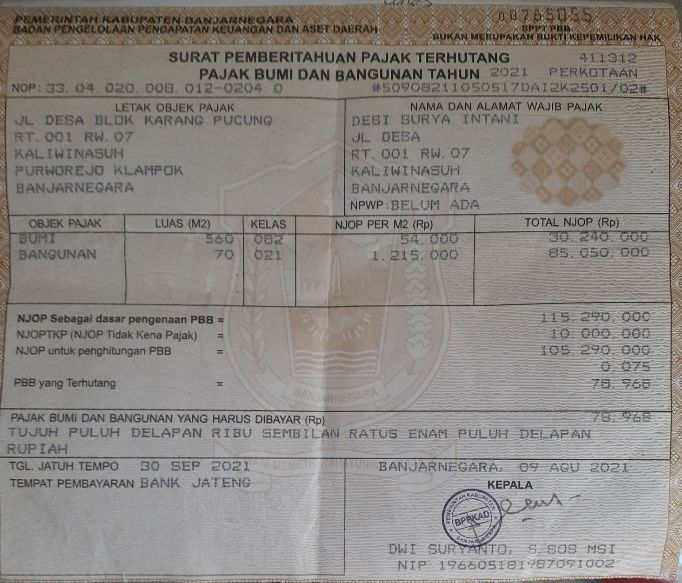 PEMERINTAH KABUPATEN BANJARNEGARA
BADAN PENGELOLAAN PENDAPATAN KEUANGAN DAN ASET DAERAH
00765055
SPPT PBB
BUKAN MERUPAKAN BUKTI KEPEMILIKAN HAK
SURAT PEMBERITAHUAN PAJAK TERHUTANG 411312
PAJAK BUMI DAN BANGUNAN TAHUN 2021 PERKOTAAN
NOP: 33.04.020.008.012-0204.0 #50908211050517DAI2K2501/02#
LETAK OBJEK PAJAK
JL DESA BLOK KARANG PUCUNG
RT.001 RW.07
KALIWINASUH
PURWOREJO KLAMPOK
BANJARNEGARA
NAMA DAN ALAMAT WAJIB PAJAK
DESI SURYA INTANI
JL DESA
RT.001 RW.07
KALIWINASUH
BANJARNEGARA
NPWP: BELUM ADA
OBJEK PAJAK LUAS (M2) KELAS NJOP PER M2 (Rp) TOTAL NJOP (Rp)
BUMI 560 082 54.000 30.240.000
BANGUNAN 70 021 1.215.000 85.050.000
NJOP Sebagai dasar pengenaan PBB = 115.290.000
NJOPTKP (NJOP Tidak Kena Pajak) = 10.000.000
NJOP untuk penghitungan PBB = 105.290.000
0.075
PBB yang Terhutang = 78.968
PAJAK BUMI DAN BANGUNAN YANG HARUS DIBAYAR (Rp) 78.968
TUJUH PULUH DELAPAN RIBU SEMBILAN RATUS ENAM PULUH DELAPAN
RUPIAH
TGL. JATUH TEMPO 30 SEP 2021
TEMPAT PEMBAYARAN BANK JATENG
BANJARNEGARA, 09 AGU 2021
KEPALA
PEMERINTAH KABUPATEN
BPPKAD
BANJARNEGARA
DWI SURYANTO, S.SOS MSI
NIP 196605181987091002
BANJARNEGARA